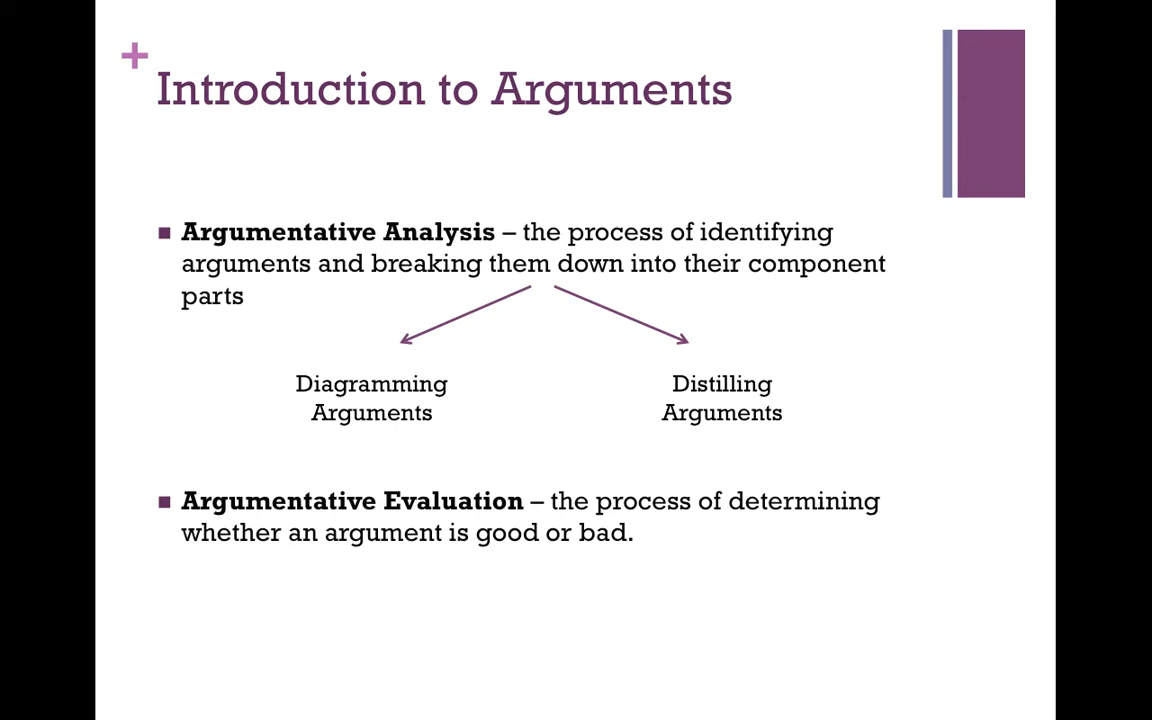 +
Introduction to Arguments
■ Argumentative Analysis – the process of identifying
arguments and breaking them down into their component
parts
Diagramming
Arguments
Distilling
Arguments
■ Argumentative Evaluation – the process of determining
whether an argument is good or bad.